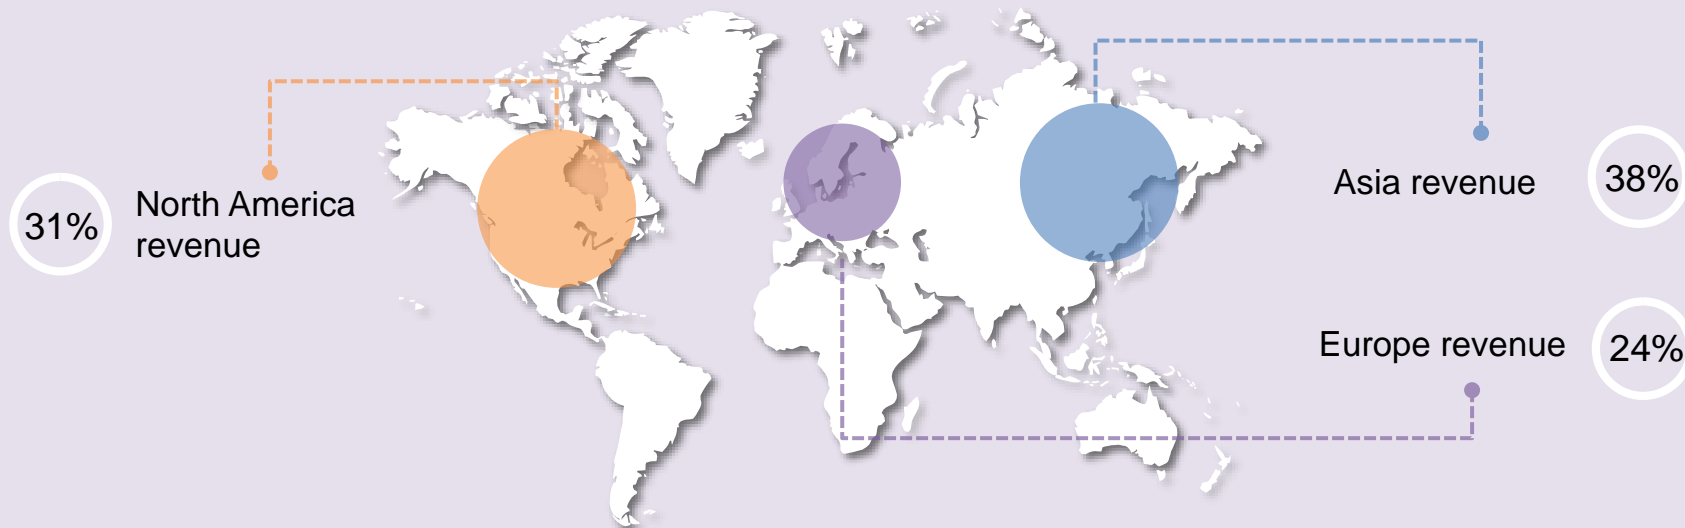 31%
North America
revenue
Asia revenue
38%
Europe revenue
24%